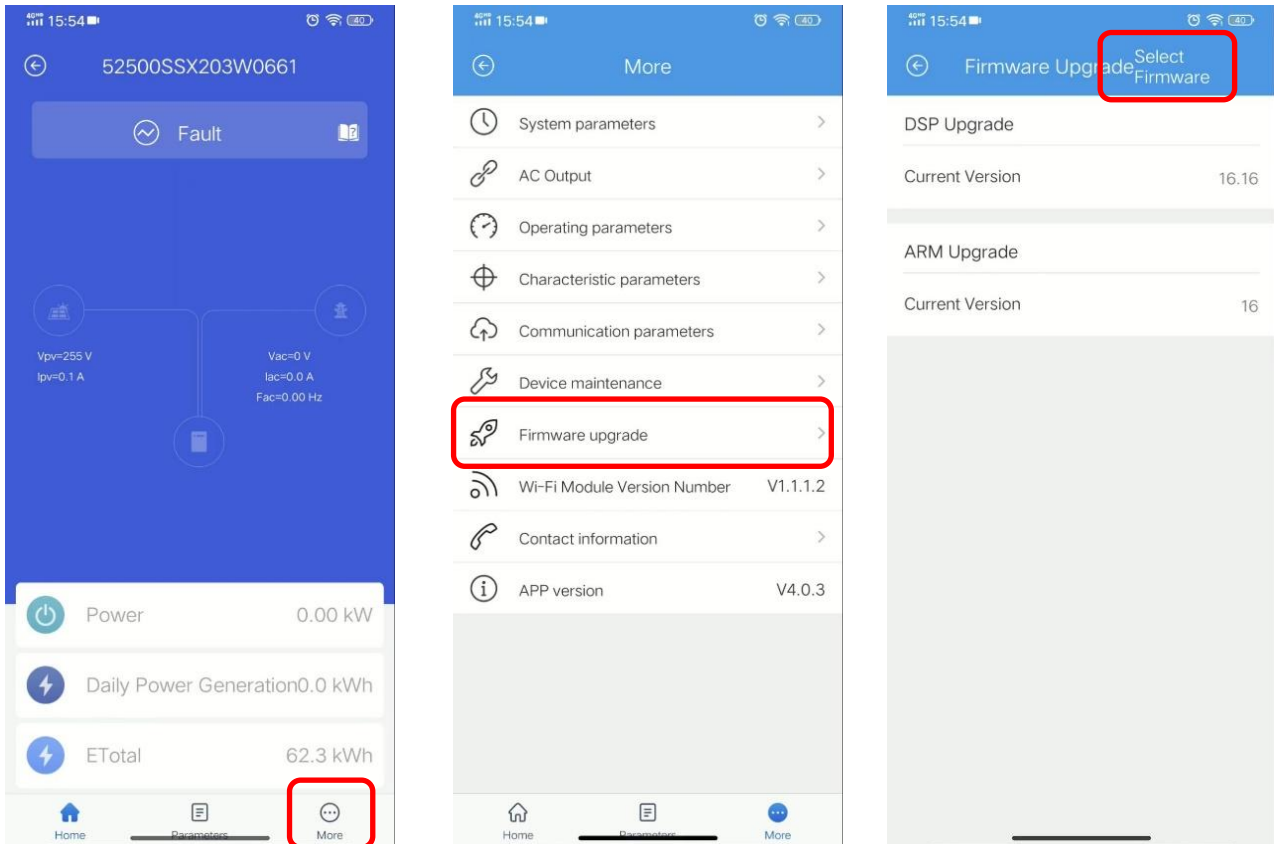 15:54
40
52500SSX203W0661
Fault
Vpv=255 V
Ipv=0.1 A
Vac=0 V
Iac=0.0 A
Fac=0.00 Hz
Power 0.00 kW
Daily Power Generation0.0 kWh
ETotal 62.3 kWh
Home Parameters More
15:54
40
More
System parameters
AC Output
Operating parameters
Characteristic parameters
Communication parameters
Device maintenance
Firmware upgrade
Wi-Fi Module Version Number V1.1.1.2
Contact information
APP version V4.0.3
Home Parameters More
15:54
40
Firmware Upgrade Select
Firmware
DSP Upgrade
Current Version 16.16
ARM Upgrade
Current Version 16